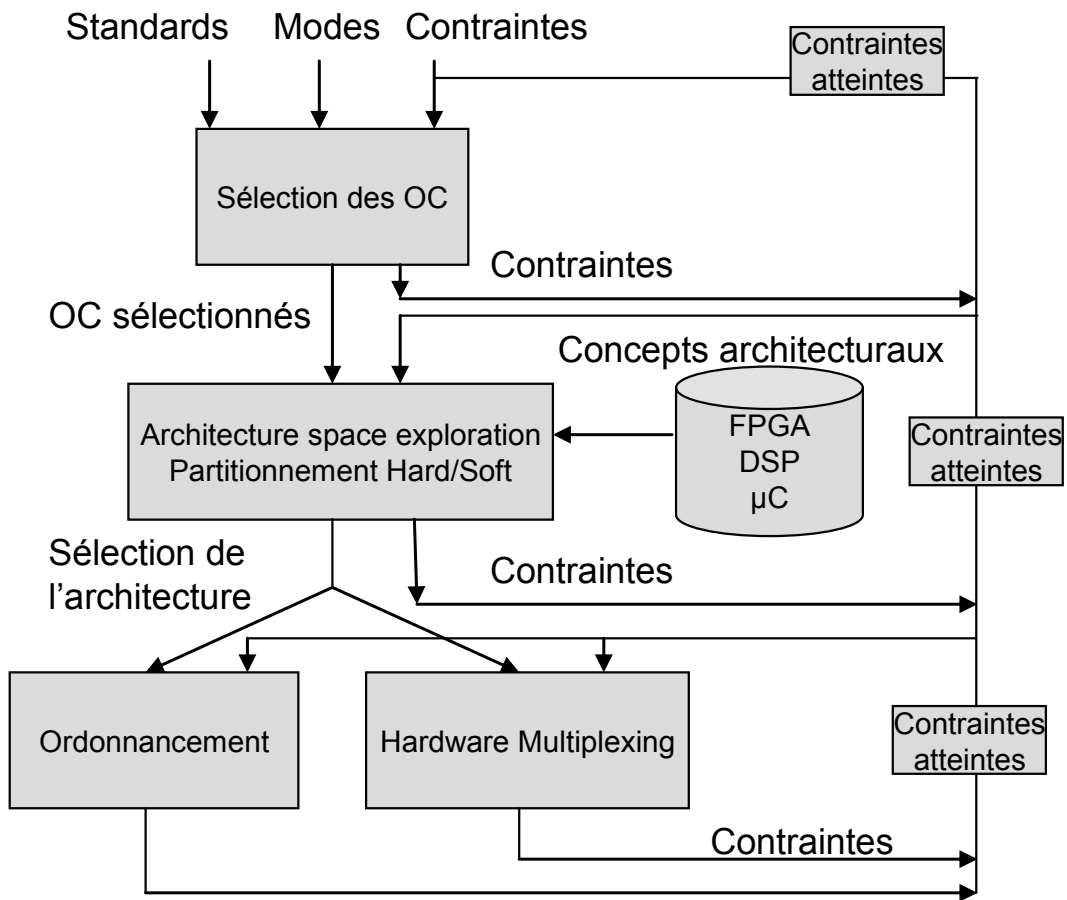 Standards
Modes
Contraintes
Contraintes
atteintes
Sélection des OC
Contraintes
OC sélectionnés
Concepts architecturaux
FPGA
DSP
µC
Architecture space exploration
Partitionnement Hard/Soft
Contraintes
atteintes
Sélection de
l’architecture
Contraintes
Ordonnancement
Hardware Multiplexing
Contraintes
atteintes
Contraintes